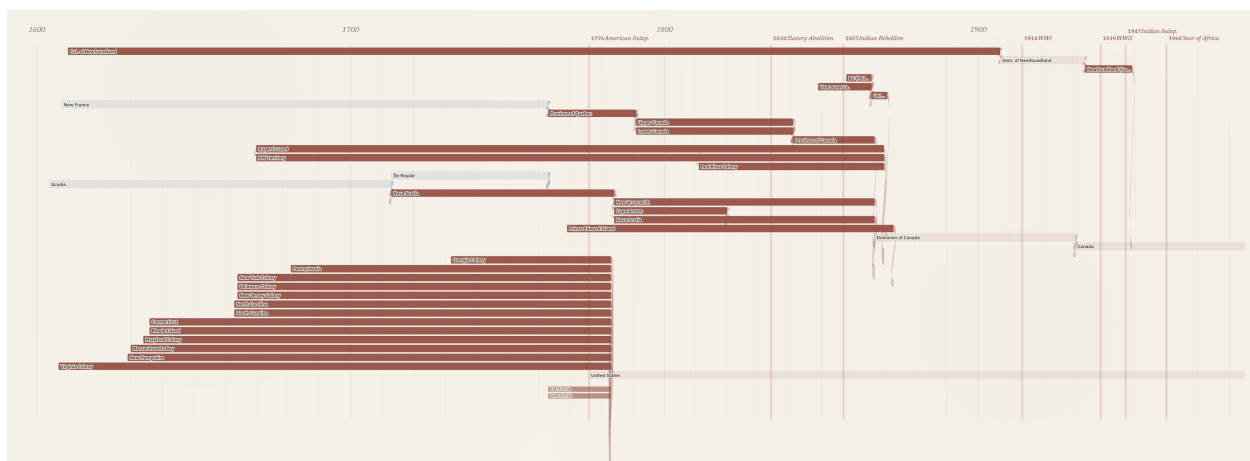 1600
1700
1800
1900
1776 American Indep.
1834 Slavery Abolition
1857 Indian Rebellion
1914 WWI
1939 WWII
1947 Indian Indep.
1960 Year of Africa
Col. of Newfoundland
Dom. of Newfoundland
Newfoundland
Vancouver Is.
New France
Province of Quebec
Upper Canada
Lower Canada
Province of Canada
Rupert's Land
NW Territory
Red River Colony
Île Royale
Acadia
Nova Scotia
New Brunswick
Cape Breton
Nova Scotia
Prince Edward Island
Dominion of Canada
Canada
Georgia Colony
Pennsylvania
New York Colony
Delaware Colony
New Jersey Colony
North Carolina
South Carolina
Connecticut
Rhode Island
Maryland Colony
Massachusetts Bay
New Hampshire
Virginia Colony
United States